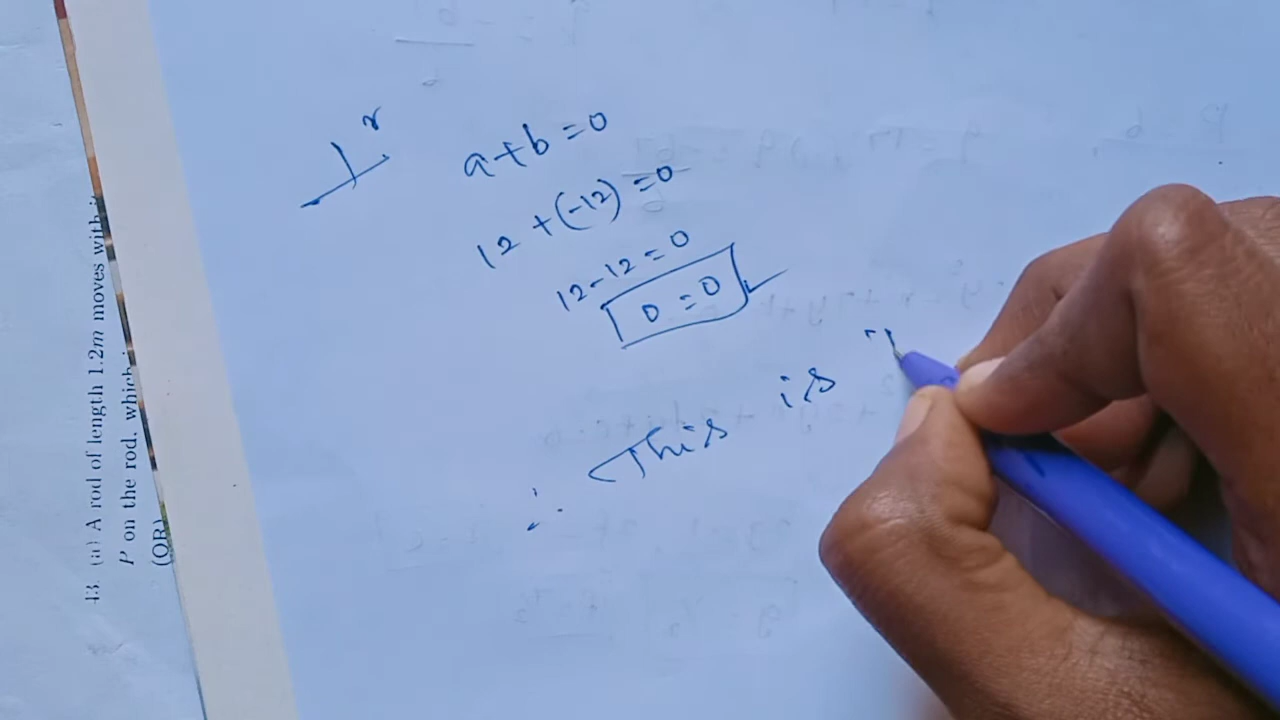 ⊥ r
a+b=0
12+(-12)=0
12-12=0
0=0
∴ This is
43. (a) A rod of length 1.2m moves with
P on the rod, which
(OR)